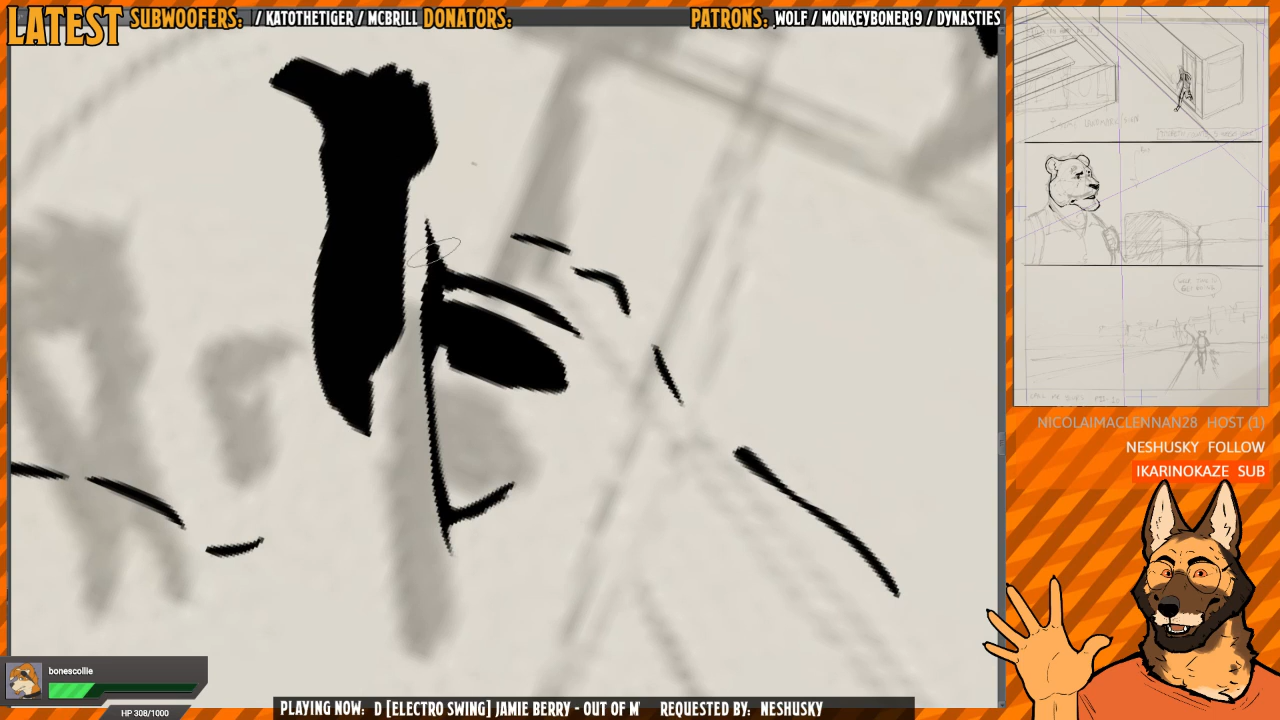 LATEST SUBWOOFERS: / KATOTHETIGER / MCBRILL DONATORS: PATRONS: WOLF / MONKEYBONER19 / DYNASTIES
NICOLAIMACLENNAN28 HOST (1)
NESHUSKY FOLLOW
IKARINOKAZE SUB
bonescollie
HP 308/1000
PLAYING NOW: D [ELECTRO SWING] JAMIE BERRY - OUT OF M REQUESTED BY: NESHUSKY